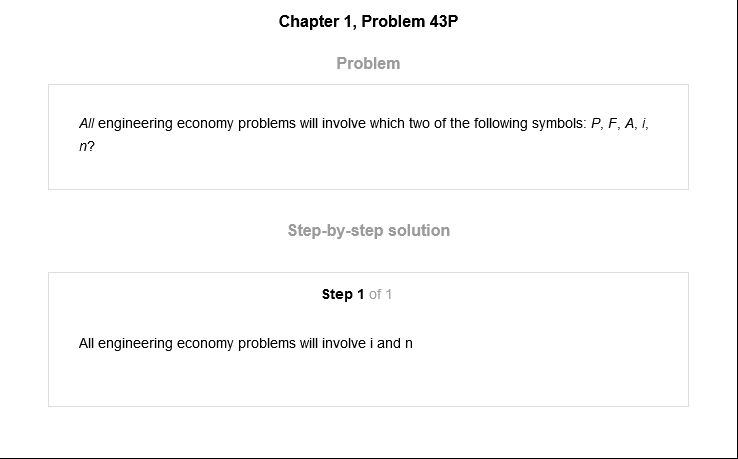 Chapter 1, Problem 43P
Problem
All engineering economy problems will involve which two of the following symbols: P, F, A, i,
n?
Step-by-step solution
Step 1 of 1
All engineering economy problems will involve i and n